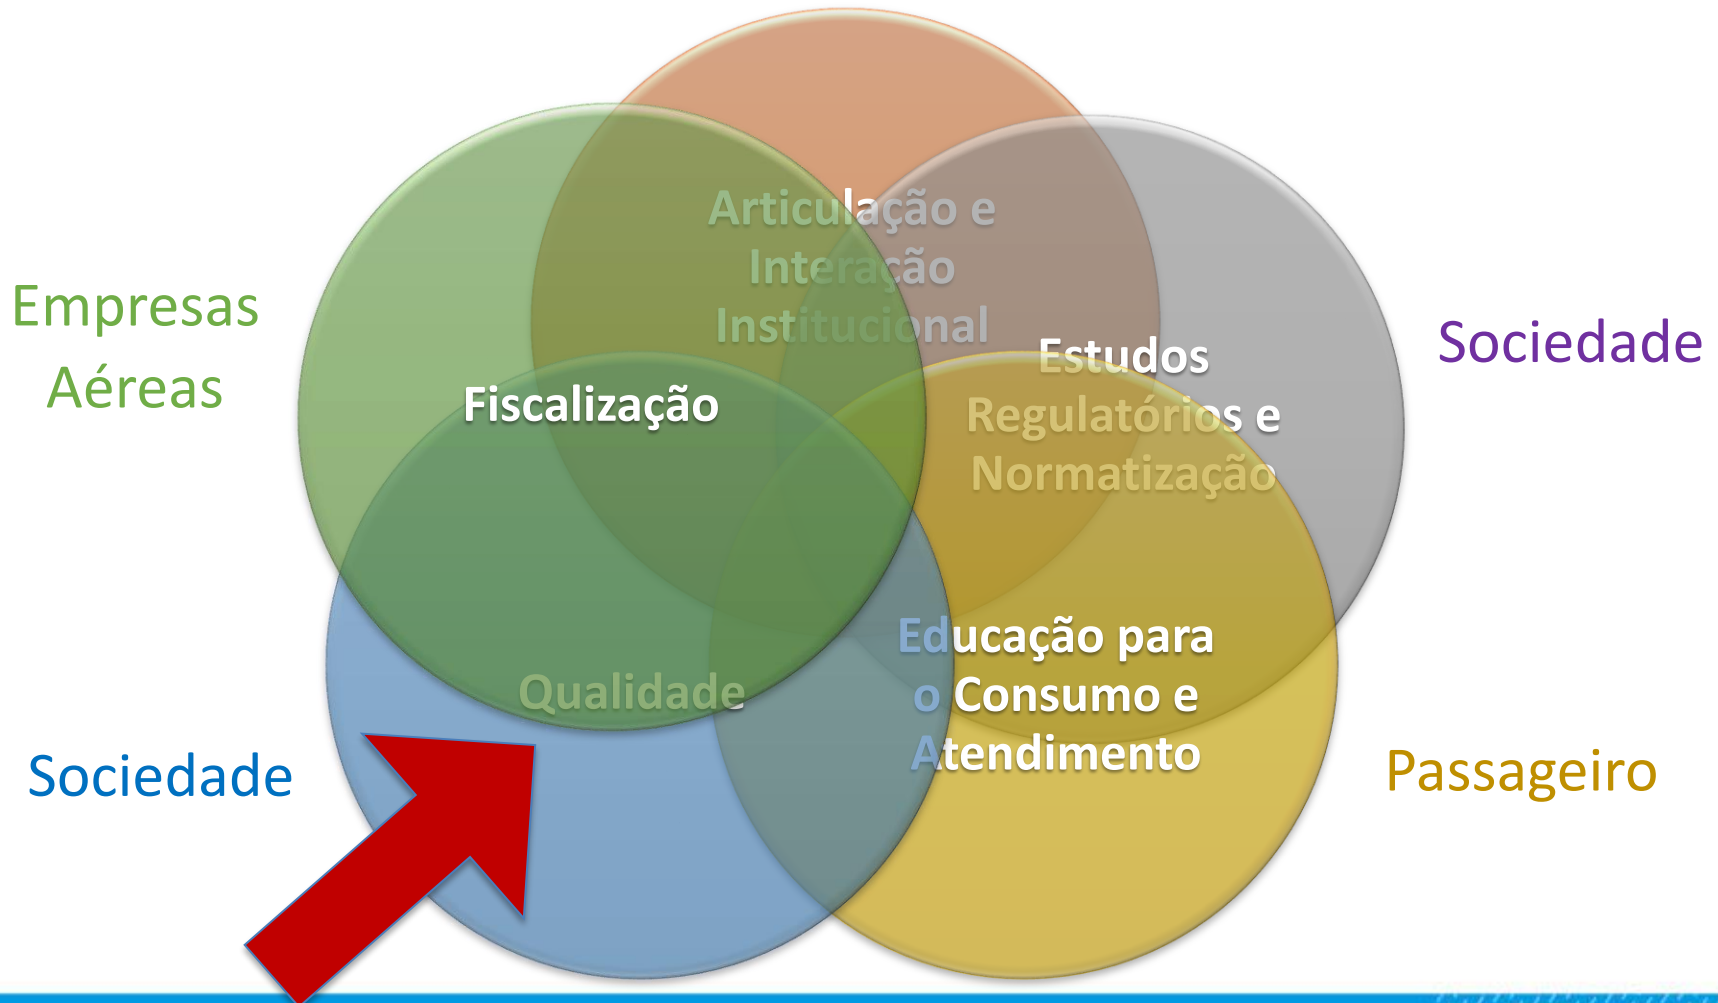 Articulação e
Interação
Institucional
Empresas
Aéreas
Fiscalização
Estudos
Regulatórios e
Normatização
Sociedade
Qualidade
Educação para
o Consumo e
Atendimento
Sociedade
Passageiro